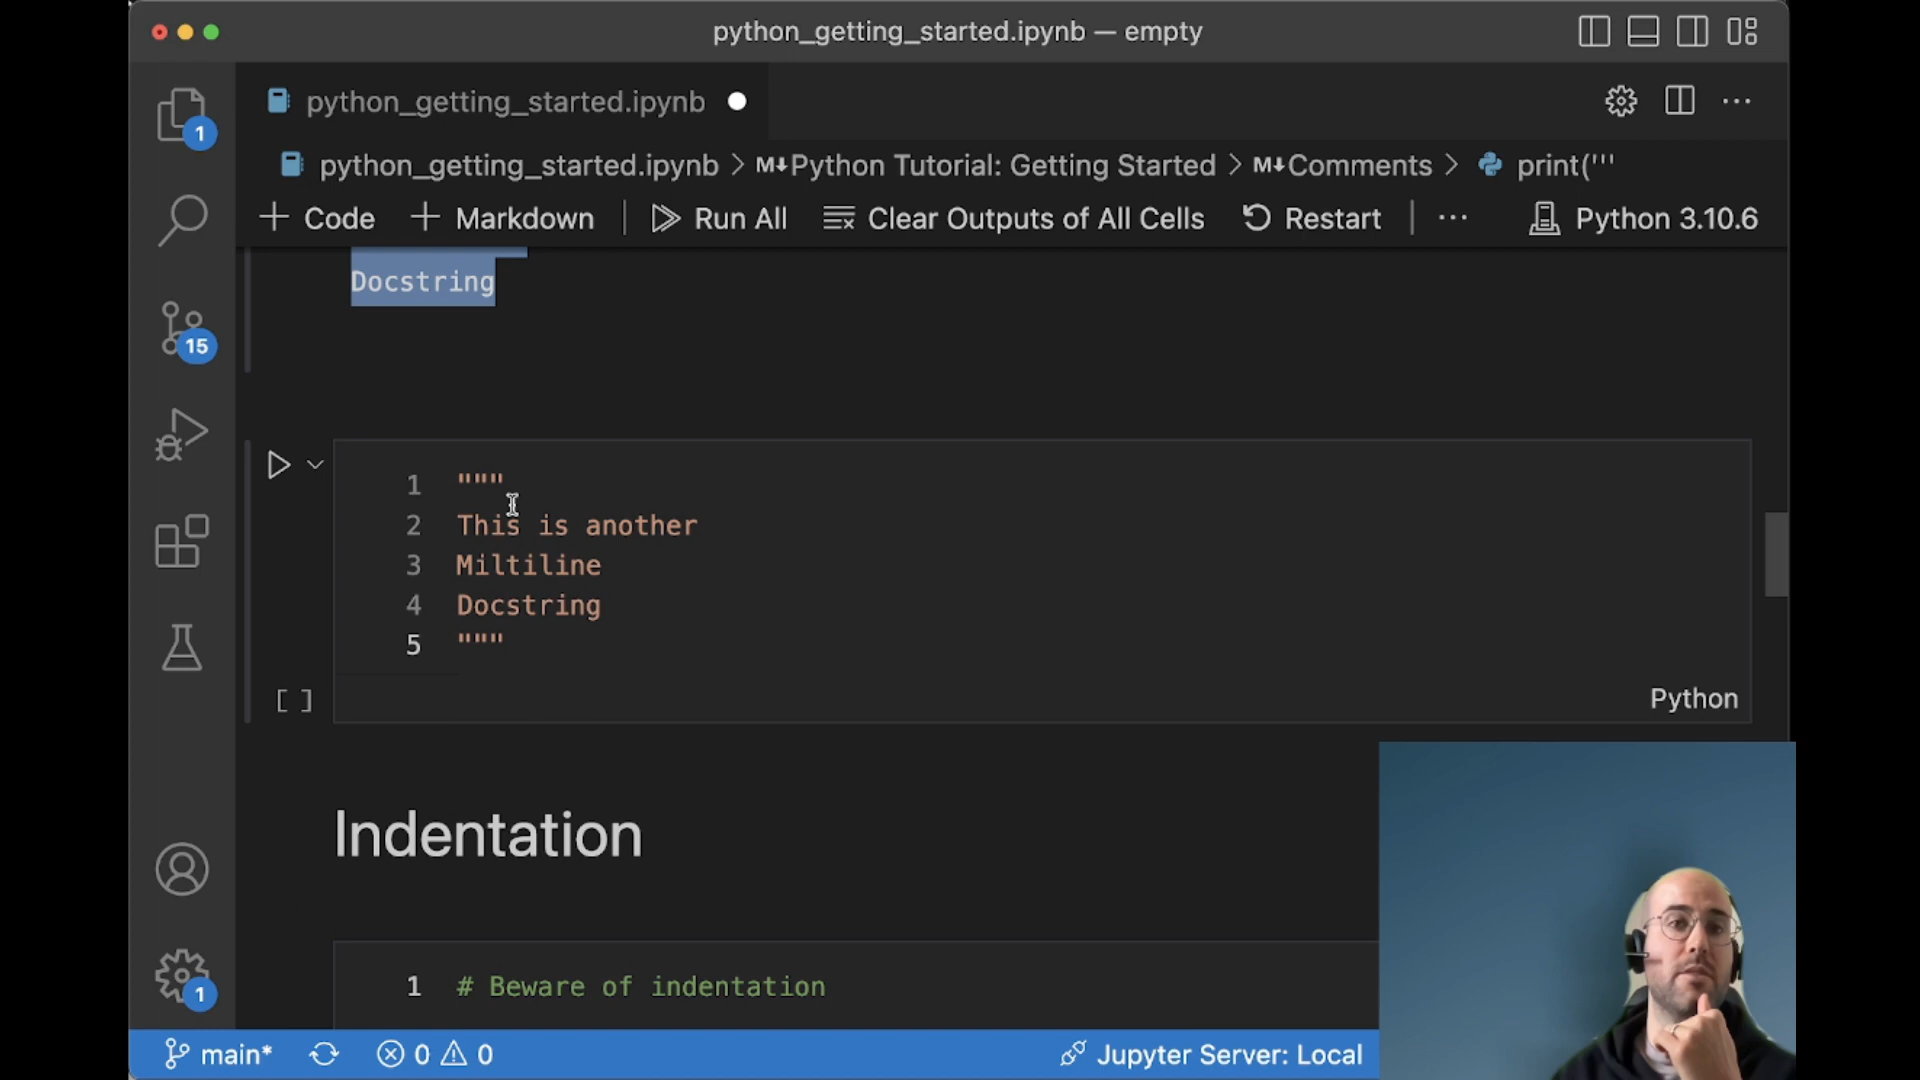 python_getting_started.ipynb — empty
python_getting_started.ipynb
1
python_getting_started.ipynb > M↓Python Tutorial: Getting Started > M↓Comments > print('''
+ Code + Markdown | Run All Clear Outputs of All Cells Restart | ··· Python 3.10.6
Docstring
15
1 """
2 This is another
3 Miltiline
4 Docstring
5 """
[ ]
Python
Indentation
1 # Beware of indentation
1
main* 0 0 Jupyter Server: Local